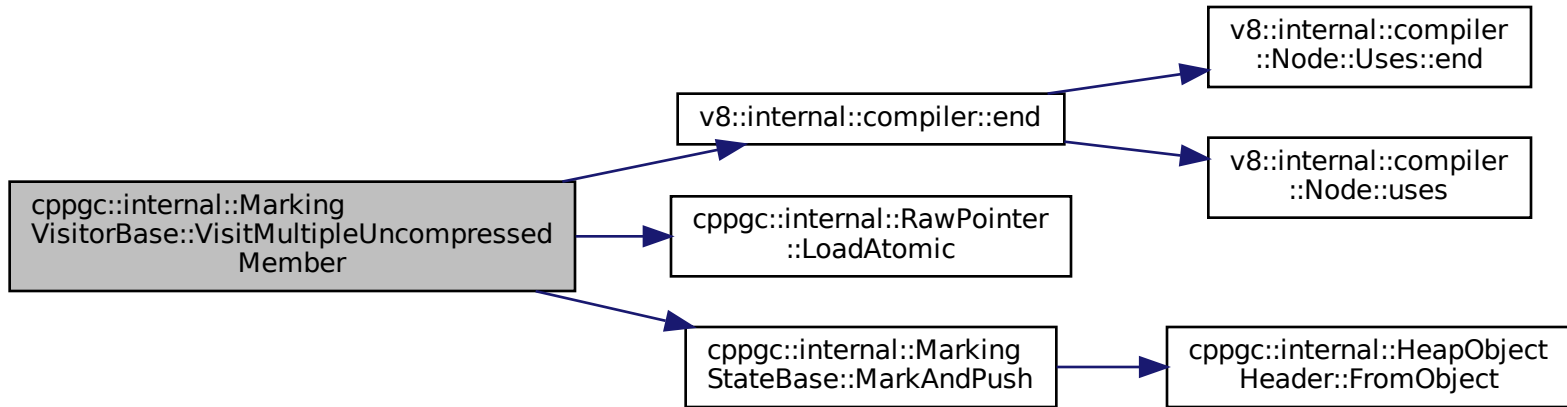 cppgc::internal::Marking
VisitorBase::VisitMultipleUncompressed
Member
v8::internal::compiler::end
v8::internal::compiler
::Node::Uses::end
v8::internal::compiler
::Node::uses
cppgc::internal::RawPointer
::LoadAtomic
cppgc::internal::Marking
StateBase::MarkAndPush
cppgc::internal::HeapObject
Header::FromObject